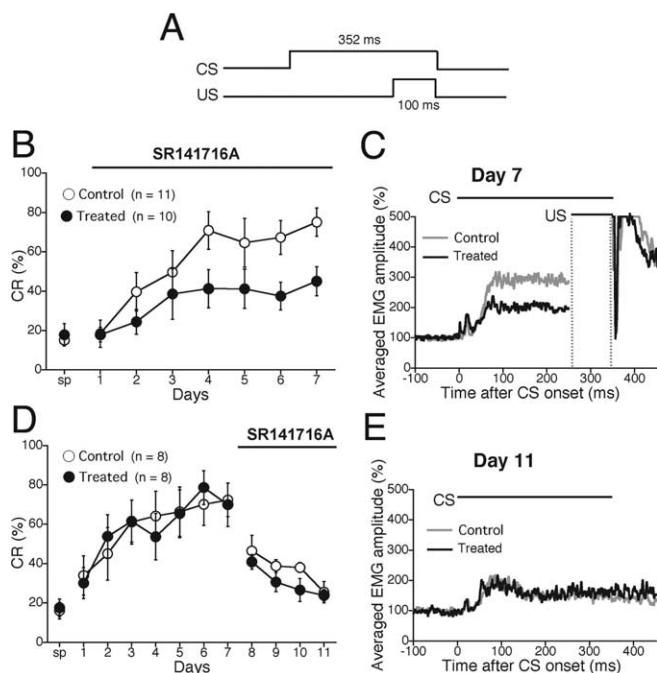 A
352 ms
CS
US
100 ms
B
SR141716A
Control (n = 11)
Treated (n = 10)
CR (%)
100
80
60
40
20
0
sp 1 2 3 4 5 6 7
Days
C
Day 7
CS
US
Control
Treated
Averaged EMG amplitude (%)
500
400
300
200
100
0
-100 0 100 200 300 400
Time after CS onset (ms)
D
SR141716A
Control (n = 8)
Treated (n = 8)
CR (%)
100
80
60
40
20
0
sp 1 2 3 4 5 6 7 8 9 10 11
Days
E
Day 11
CS
Control
Treated
Averaged EMG amplitude (%)
500
400
300
200
100
0
-100 0 100 200 300 400
Time after CS onset (ms)